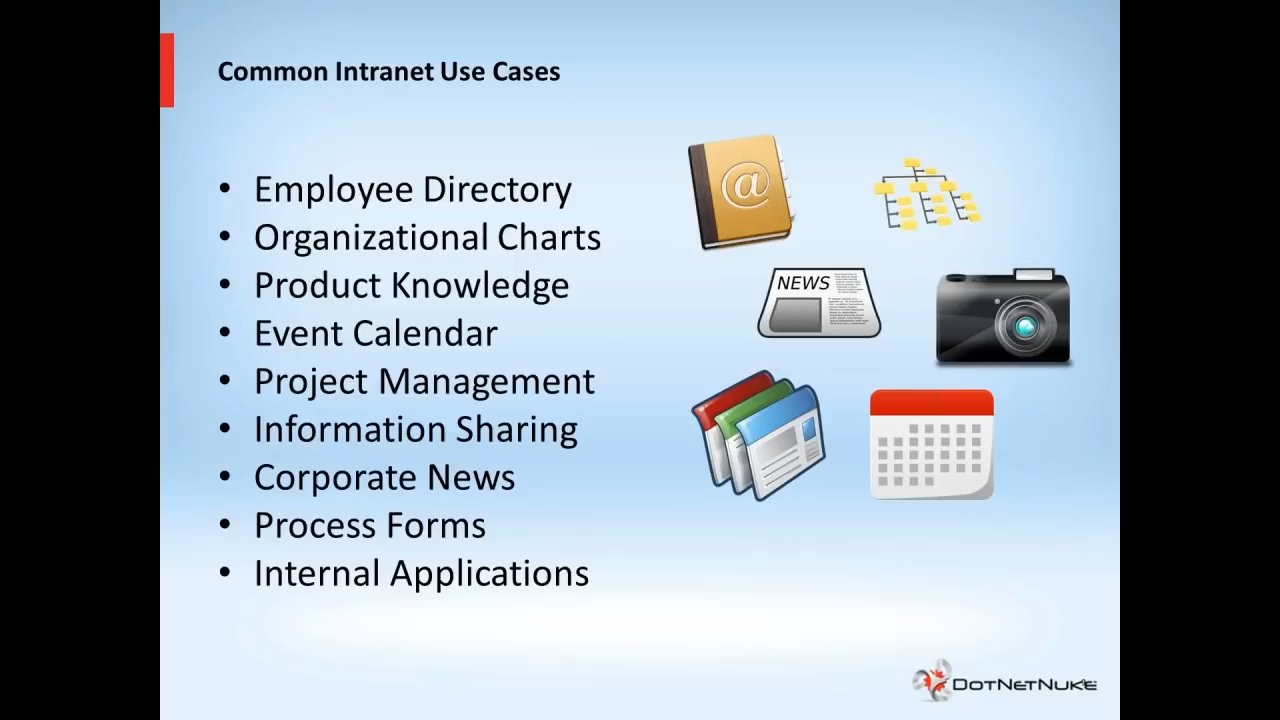 Common Intranet Use Cases
• Employee Directory
• Organizational Charts
• Product Knowledge
• Event Calendar
• Project Management
• Information Sharing
• Corporate News
• Process Forms
• Internal Applications
@
NEWS
DotNetNuke